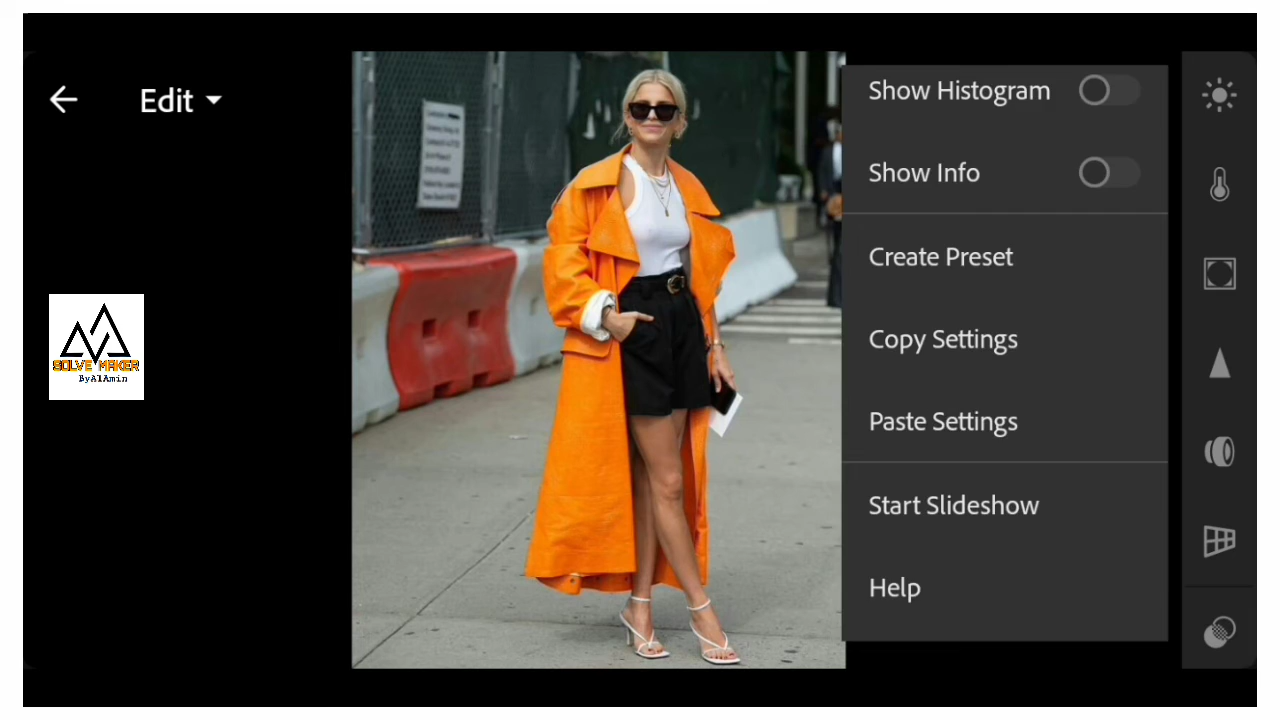 Edit
Show Histogram
Show Info
Create Preset
Copy Settings
Paste Settings
Start Slideshow
Help
SOLVE MAKER
ByAlAmin